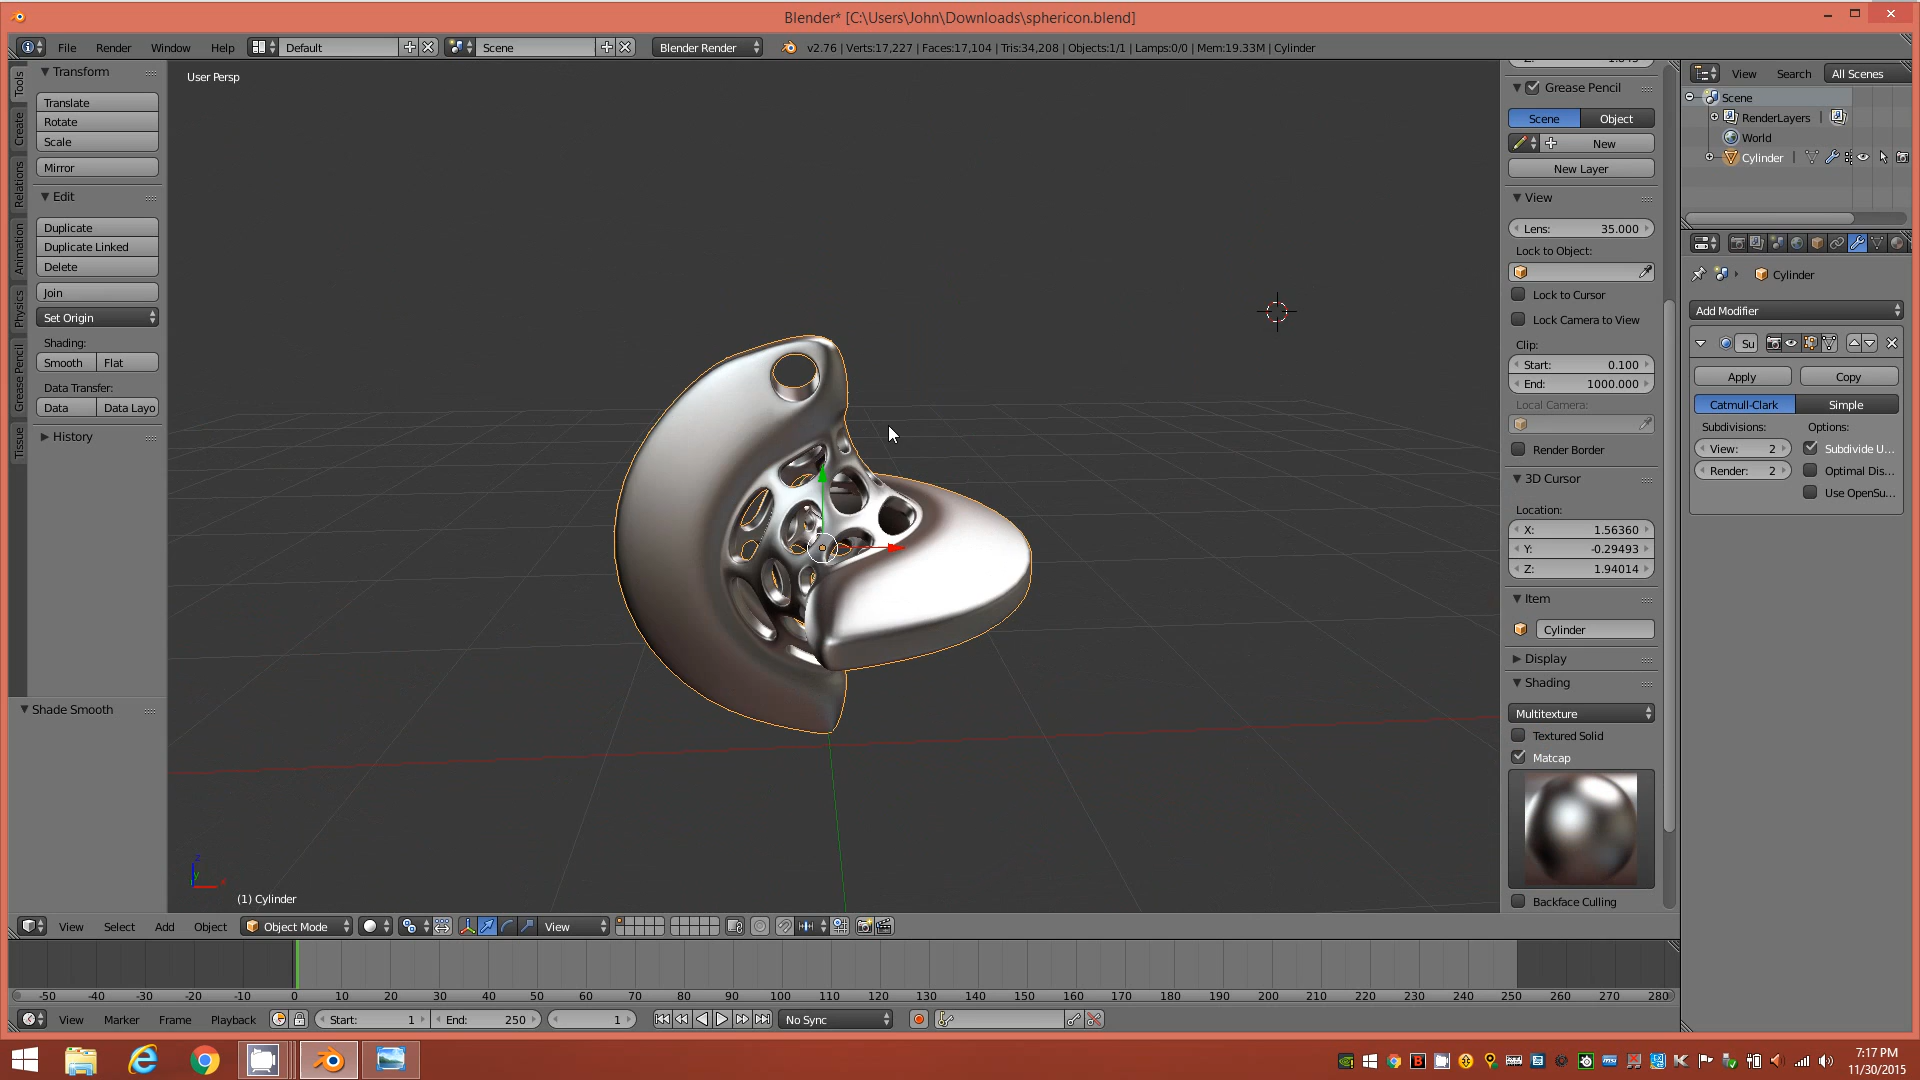 Blender* [C:\Users\John\Downloads\sphericon.blend]
File Render Window Help Default Scene Blender Render v2.76 | Verts:17,227 | Faces:17,104 | Tris:34,208 | Objects:1/1 | Lamps:0/0 | Mem:19.33M | Cylinder
Tools
Create
Relations
Animation
Physics
Grease Pencil
Tissue
Transform
Translate
Rotate
Scale
Mirror
Edit
Duplicate
Duplicate Linked
Delete
Join
Set Origin
Shading:
Smooth Flat
Data Transfer:
Data Data Layo
History
Shade Smooth
User Persp
z
y
x
(1) Cylinder
Grease Pencil
Scene Object
New
New Layer
View
Lens: 35.000
Lock to Object:
Lock to Cursor
Lock Camera to View
Clip:
Start: 0.100
End: 1000.000
Local Camera:
Render Border
3D Cursor
Location:
X: 1.56360
Y: -0.29493
Z: 1.94014
Item
Cylinder
Display
Shading
Multitexture
Textured Solid
Matcap
Backface Culling
View Search All Scenes
Scene
RenderLayers |
World
Cylinder |
Cylinder
Add Modifier
Su
Apply Copy
Catmull-Clark Simple
Subdivisions: Options:
View: 2 Subdivide U...
Render: 2 Optimal Dis...
Use OpenSu...
View Select Add Object Object Mode View
-50 -40 -30 -20 -10 0 10 20 30 40 50 60 70 80 90 100 110 120 130 140 150 160 170 180 190 200 210 220 230 240 250 260 270 280
View Marker Frame Playback Start: 1 End: 250 1 No Sync
7:17 PM
11/30/2015